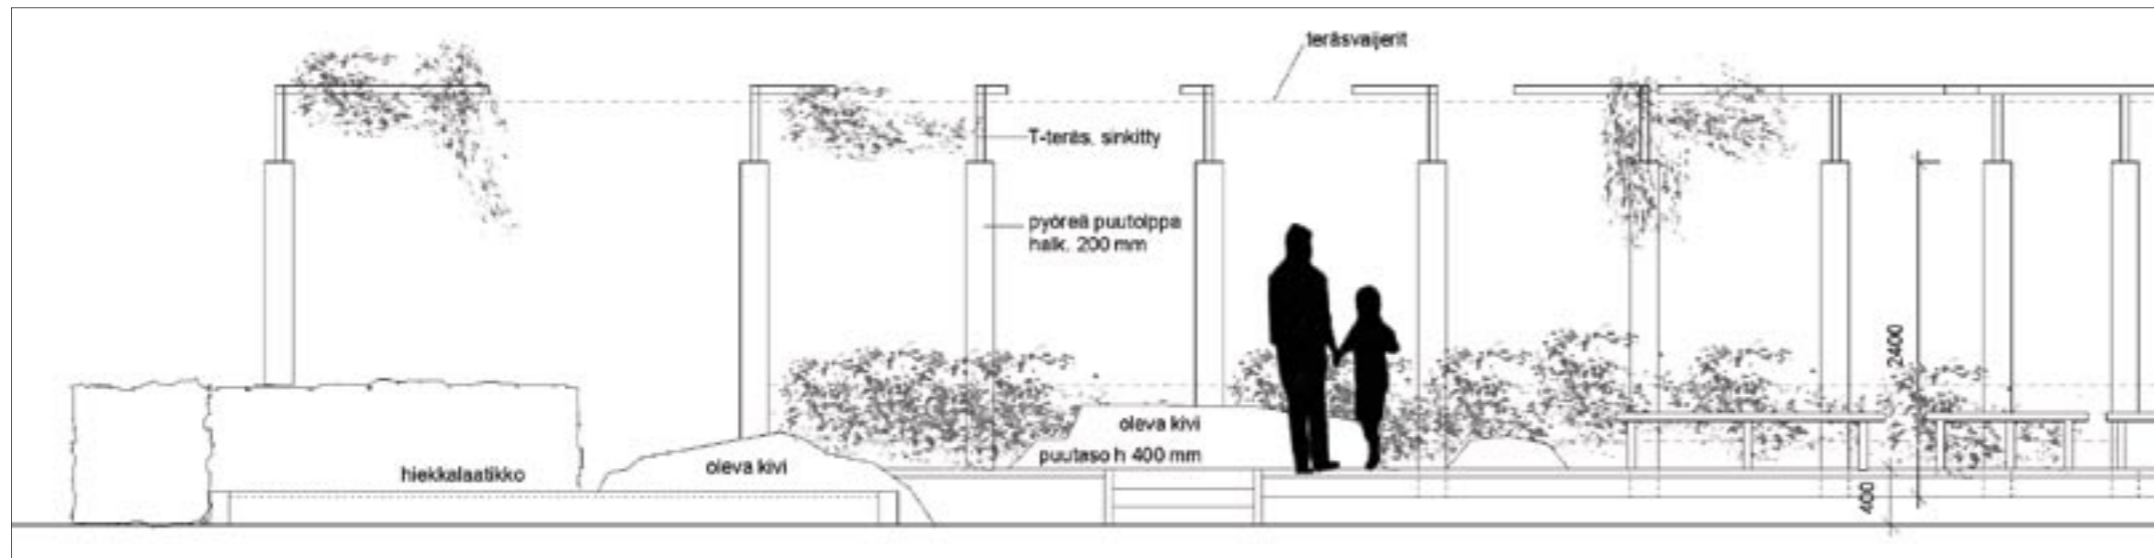 teräsvaijerit
T-teräs, sinkitty
pyöreä puutolppa
halk. 200 mm
2400
oleva kivi
puutaso h 400 mm
oleva kivi
hiekkalaatikko
400